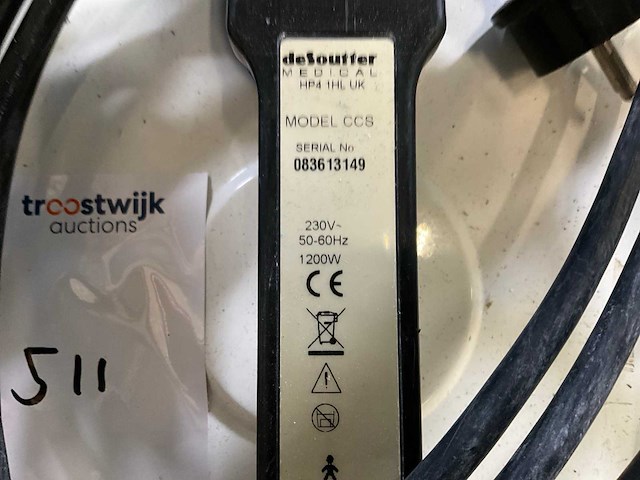 deSoutter
MEDICAL
HP4 1HL UK
MODEL CCS
SERIAL No
083613149
230V~
50-60Hz
1200W
CE
troostwijk
auctions
511